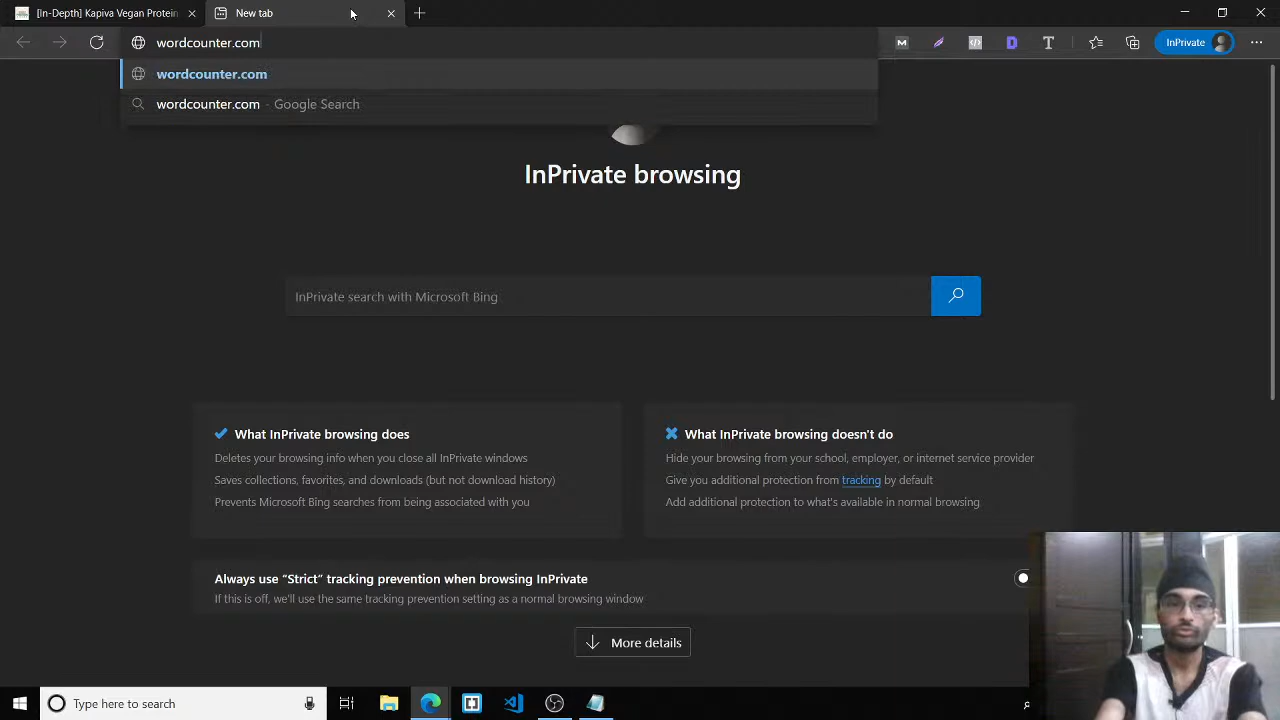 [In-Depth] Kapiva Vegan Protein
New tab
wordcounter.com
InPrivate
wordcounter.com
wordcounter.com - Google Search
InPrivate browsing
InPrivate search with Microsoft Bing
What InPrivate browsing does
Deletes your browsing info when you close all InPrivate windows
Saves collections, favorites, and downloads (but not download history)
Prevents Microsoft Bing searches from being associated with you
What InPrivate browsing doesn't do
Hide your browsing from your school, employer, or internet service provider
Give you additional protection from tracking by default
Add additional protection to what's available in normal browsing
Always use “Strict” tracking prevention when browsing InPrivate
If this is off, we'll use the same tracking prevention setting as a normal browsing window
More details
Type here to search